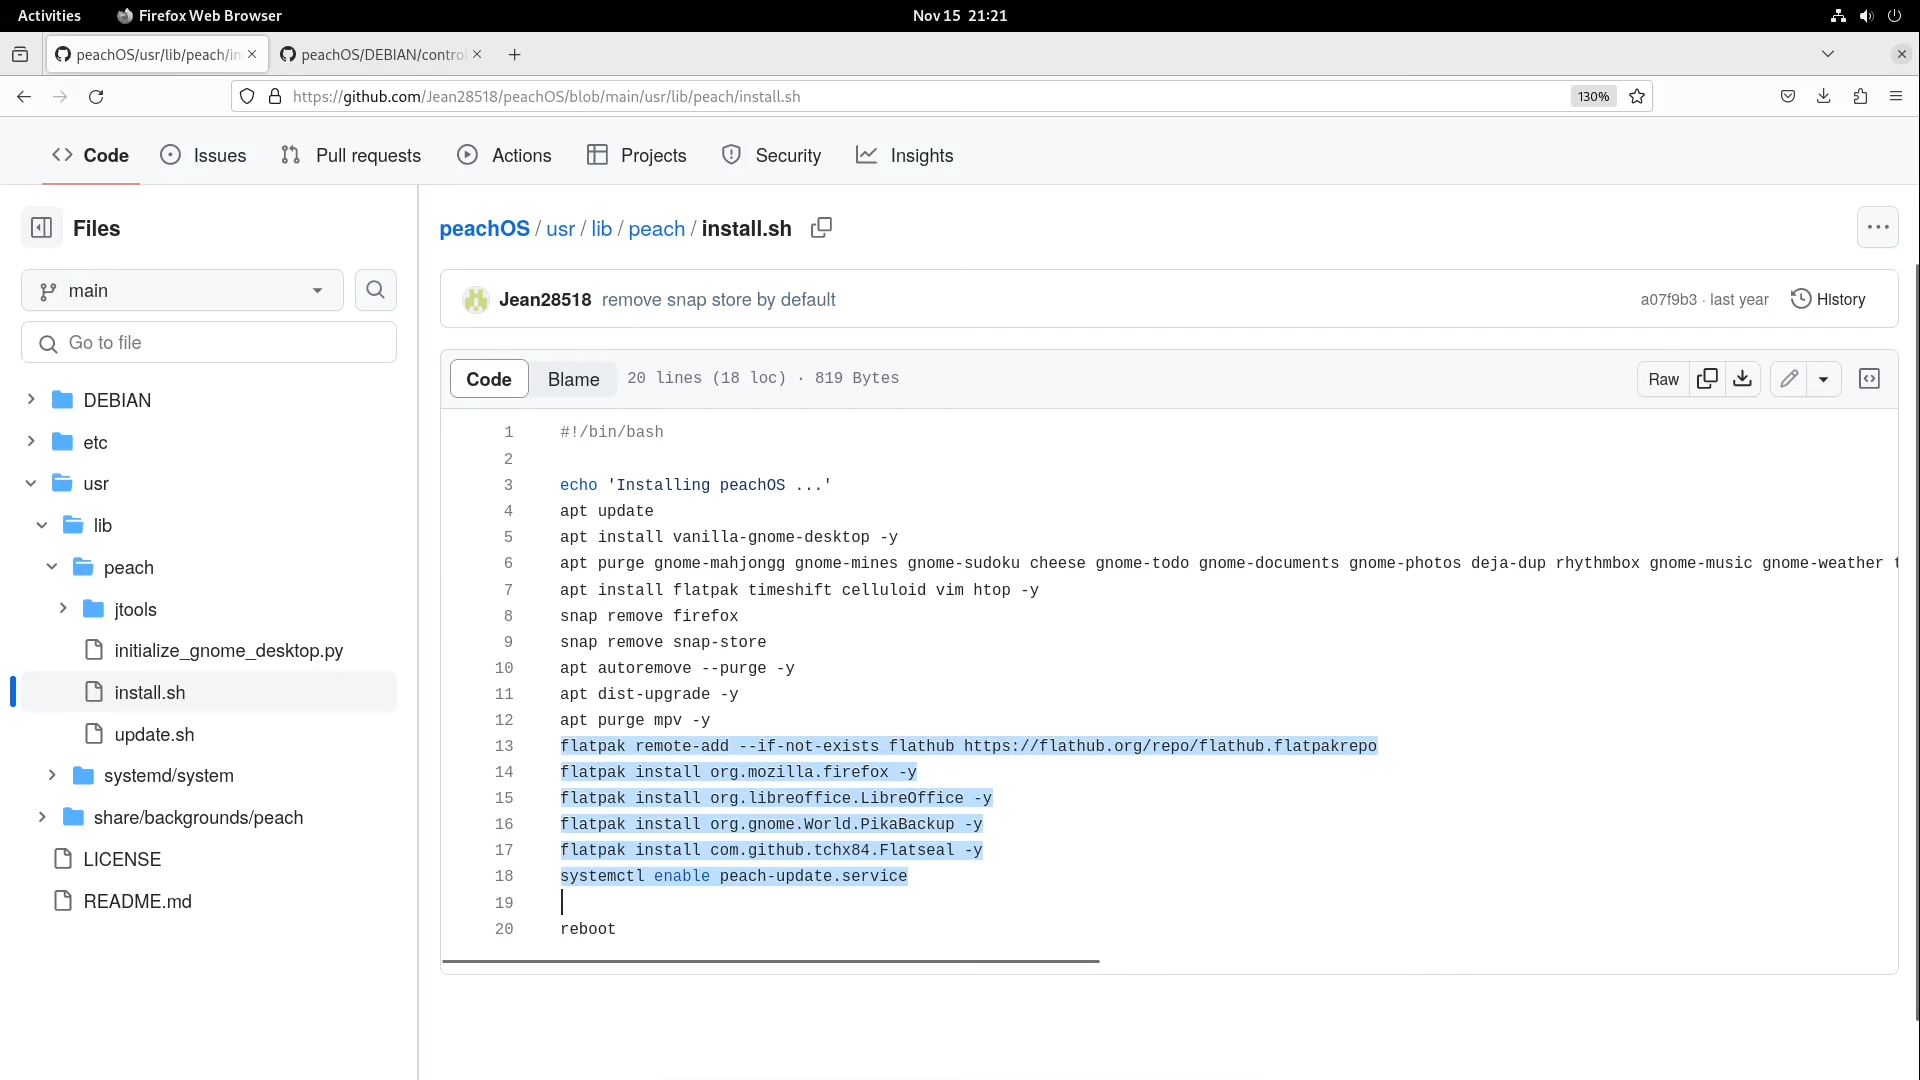 Activities Firefox Web Browser Nov 15 21:21
peachOS/usr/lib/peach/in peachOS/DEBIAN/contro
https://github.com/Jean28518/peachOS/blob/main/usr/lib/peach/install.sh 130%
Code Issues Pull requests Actions Projects Security Insights
Files
main
Go to file
DEBIAN
etc
usr
lib
peach
jtools
initialize_gnome_desktop.py
install.sh
update.sh
systemd/system
share/backgrounds/peach
LICENSE
README.md
peachOS / usr / lib / peach / install.sh
Jean28518 remove snap store by default a07f9b3 · last year History
Code Blame 20 lines (18 loc) · 819 Bytes Raw
1 #!/bin/bash
2
3 echo 'Installing peachOS ...'
4 apt update
5 apt install vanilla-gnome-desktop -y
6 apt purge gnome-mahjongg gnome-mines gnome-sudoku cheese gnome-todo gnome-documents gnome-photos deja-dup rhythmbox gnome-music gnome-weather
7 apt install flatpak timeshift celluloid vim htop -y
8 snap remove firefox
9 snap remove snap-store
10 apt autoremove --purge -y
11 apt dist-upgrade -y
12 apt purge mpv -y
13 flatpak remote-add --if-not-exists flathub https://flathub.org/repo/flathub.flatpakrepo
14 flatpak install org.mozilla.firefox -y
15 flatpak install org.libreoffice.LibreOffice -y
16 flatpak install org.gnome.World.PikaBackup -y
17 flatpak install com.github.tchx84.Flatseal -y
18 systemctl enable peach-update.service
19
20 reboot